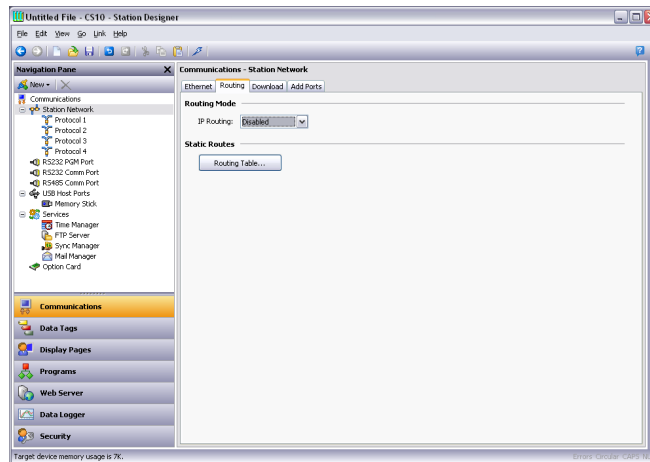 Untitled File - CS10 - Station Designer
File Edit View Go Link Help
Navigation Pane
Communications - Station Network
New
Ethernet Routing Download Add Ports
Communications
Station Network
Protocol 1
Protocol 2
Protocol 3
Protocol 4
RS232 PGM Port
RS232 Comm Port
RS485 Comm Port
USB Host Ports
Memory Stick
Services
Time Manager
FTP Server
Sync Manager
Mail Manager
Option Card
Routing Mode
IP Routing: Disabled
Static Routes
Routing Table...
Communications
Data Tags
Display Pages
Programs
Web Server
Data Logger
Security
Target device memory usage is 7K.
Errors Circular CAPS